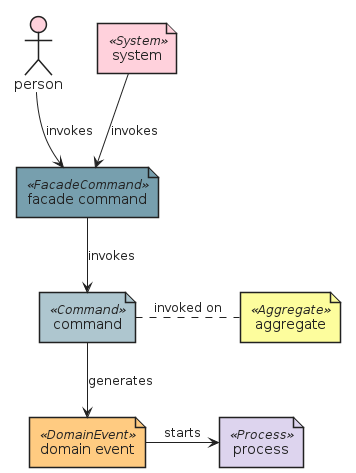 «System»
system
person
invokes
invokes
«FacadeCommand»
facade command
invokes
«Command»
command
invoked on
«Aggregate»
aggregate
generates
«DomainEvent»
domain event
starts
«Process»
process